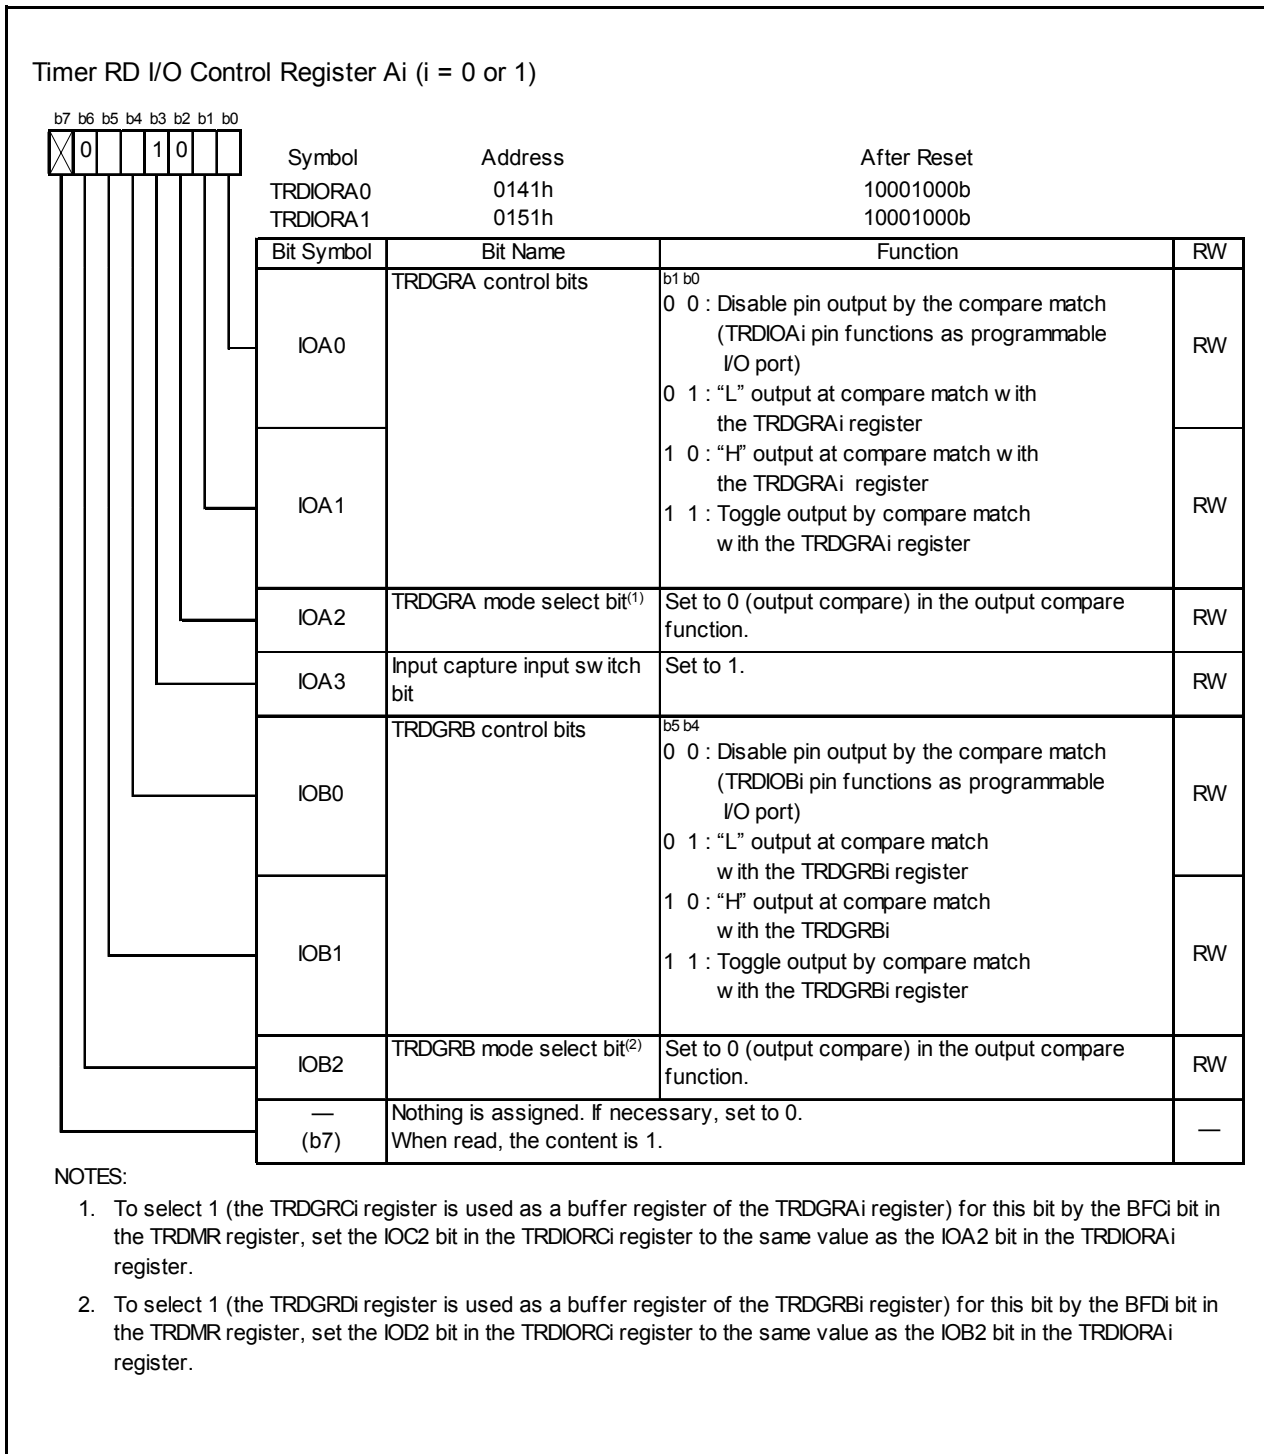 Timer RD I/O Control Register Ai (i = 0 or 1)
b7 b6 b5 b4 b3 b2 b1 b0
0 1 0
Symbol Address After Reset
TRDIORA0 0141h 10001000b
TRDIORA1 0151h 10001000b
Bit Symbol Bit Name Function RW
IOA0 TRDGRA control bits b1 b0
0 0 : Disable pin output by the compare match
(TRDIOAi pin functions as programmable
I/O port) RW
0 1 : “L” output at compare match with
the TRDGRAi register
1 0 : “H” output at compare match with
the TRDGRAi register
IOA1 1 1 : Toggle output by compare match RW
with the TRDGRAi register
IOA2 TRDGRA mode select bit(1) Set to 0 (output compare) in the output compare RW
function.
IOA3 Input capture input switch Set to 1. RW
bit
TRDGRB control bits b5 b4
0 0 : Disable pin output by the compare match
IOB0 (TRDIOBi pin functions as programmable RW
I/O port)
0 1 : “L” output at compare match
with the TRDGRBi register
1 0 : “H” output at compare match
with the TRDGRBi
IOB1 1 1 : Toggle output by compare match RW
with the TRDGRBi register
IOB2 TRDGRB mode select bit(2) Set to 0 (output compare) in the output compare RW
function.
— Nothing is assigned. If necessary, set to 0. —
(b7) When read, the content is 1.
NOTES:
1. To select 1 (the TRDGRCi register is used as a buffer register of the TRDGRAi register) for this bit by the BFCi bit in
the TRDMR register, set the IOC2 bit in the TRDIORCi register to the same value as the IOA2 bit in the TRDIORAi
register.
2. To select 1 (the TRDGRDi register is used as a buffer register of the TRDGRBi register) for this bit by the BFDi bit in
the TRDMR register, set the IOD2 bit in the TRDIORCi register to the same value as the IOB2 bit in the TRDIORAi
register.